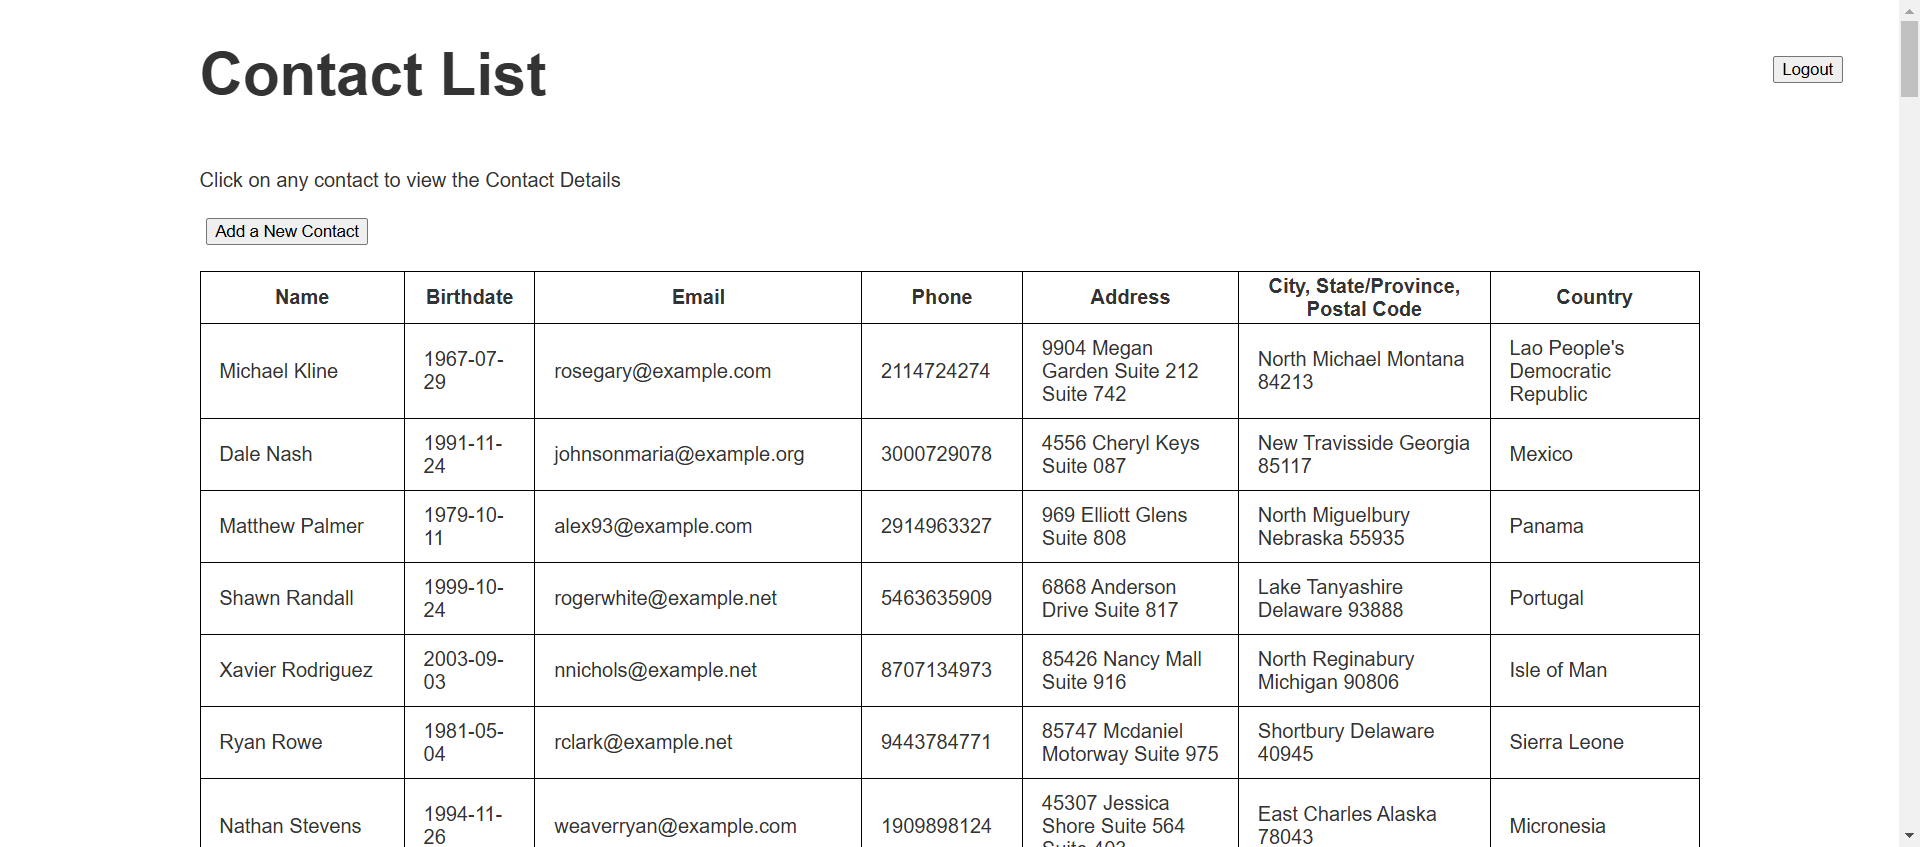 Contact List
Logout
Click on any contact to view the Contact Details
Add a New Contact
Name Birthdate Email Phone Address City, State/Province, Postal Code Country
Michael Kline 1967-07-29 rosegary@example.com 2114724274 9904 Megan Garden Suite 212 Suite 742 North Michael Montana 84213 Lao People's Democratic Republic
Dale Nash 1991-11-24 johnsonmaria@example.org 3000729078 4556 Cheryl Keys Suite 087 New Travisside Georgia 85117 Mexico
Matthew Palmer 1979-10-11 alex93@example.com 2914963327 969 Elliott Glens Suite 808 North Miguelbury Nebraska 55935 Panama
Shawn Randall 1999-10-24 rogerwhite@example.net 5463635909 6868 Anderson Drive Suite 817 Lake Tanyashire Delaware 93888 Portugal
Xavier Rodriguez 2003-09-03 nnichols@example.net 8707134973 85426 Nancy Mall Suite 916 North Reginabury Michigan 90806 Isle of Man
Ryan Rowe 1981-05-04 rclark@example.net 9443784771 85747 Mcdaniel Motorway Suite 975 Shortbury Delaware 40945 Sierra Leone
Nathan Stevens 1994-11-26 weaverryan@example.com 1909898124 45307 Jessica Shore Suite 564 East Charles Alaska 78043 Micronesia